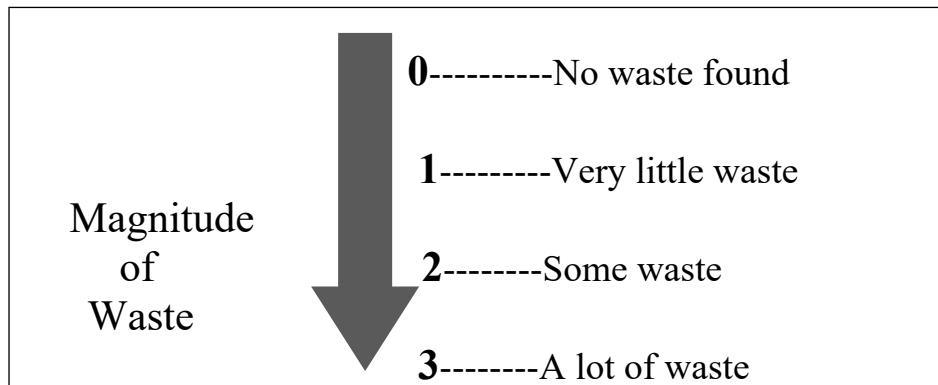 0----------No waste found
1---------Very little waste
Magnitude
of
2--------Some waste
Waste
3--------A lot of waste